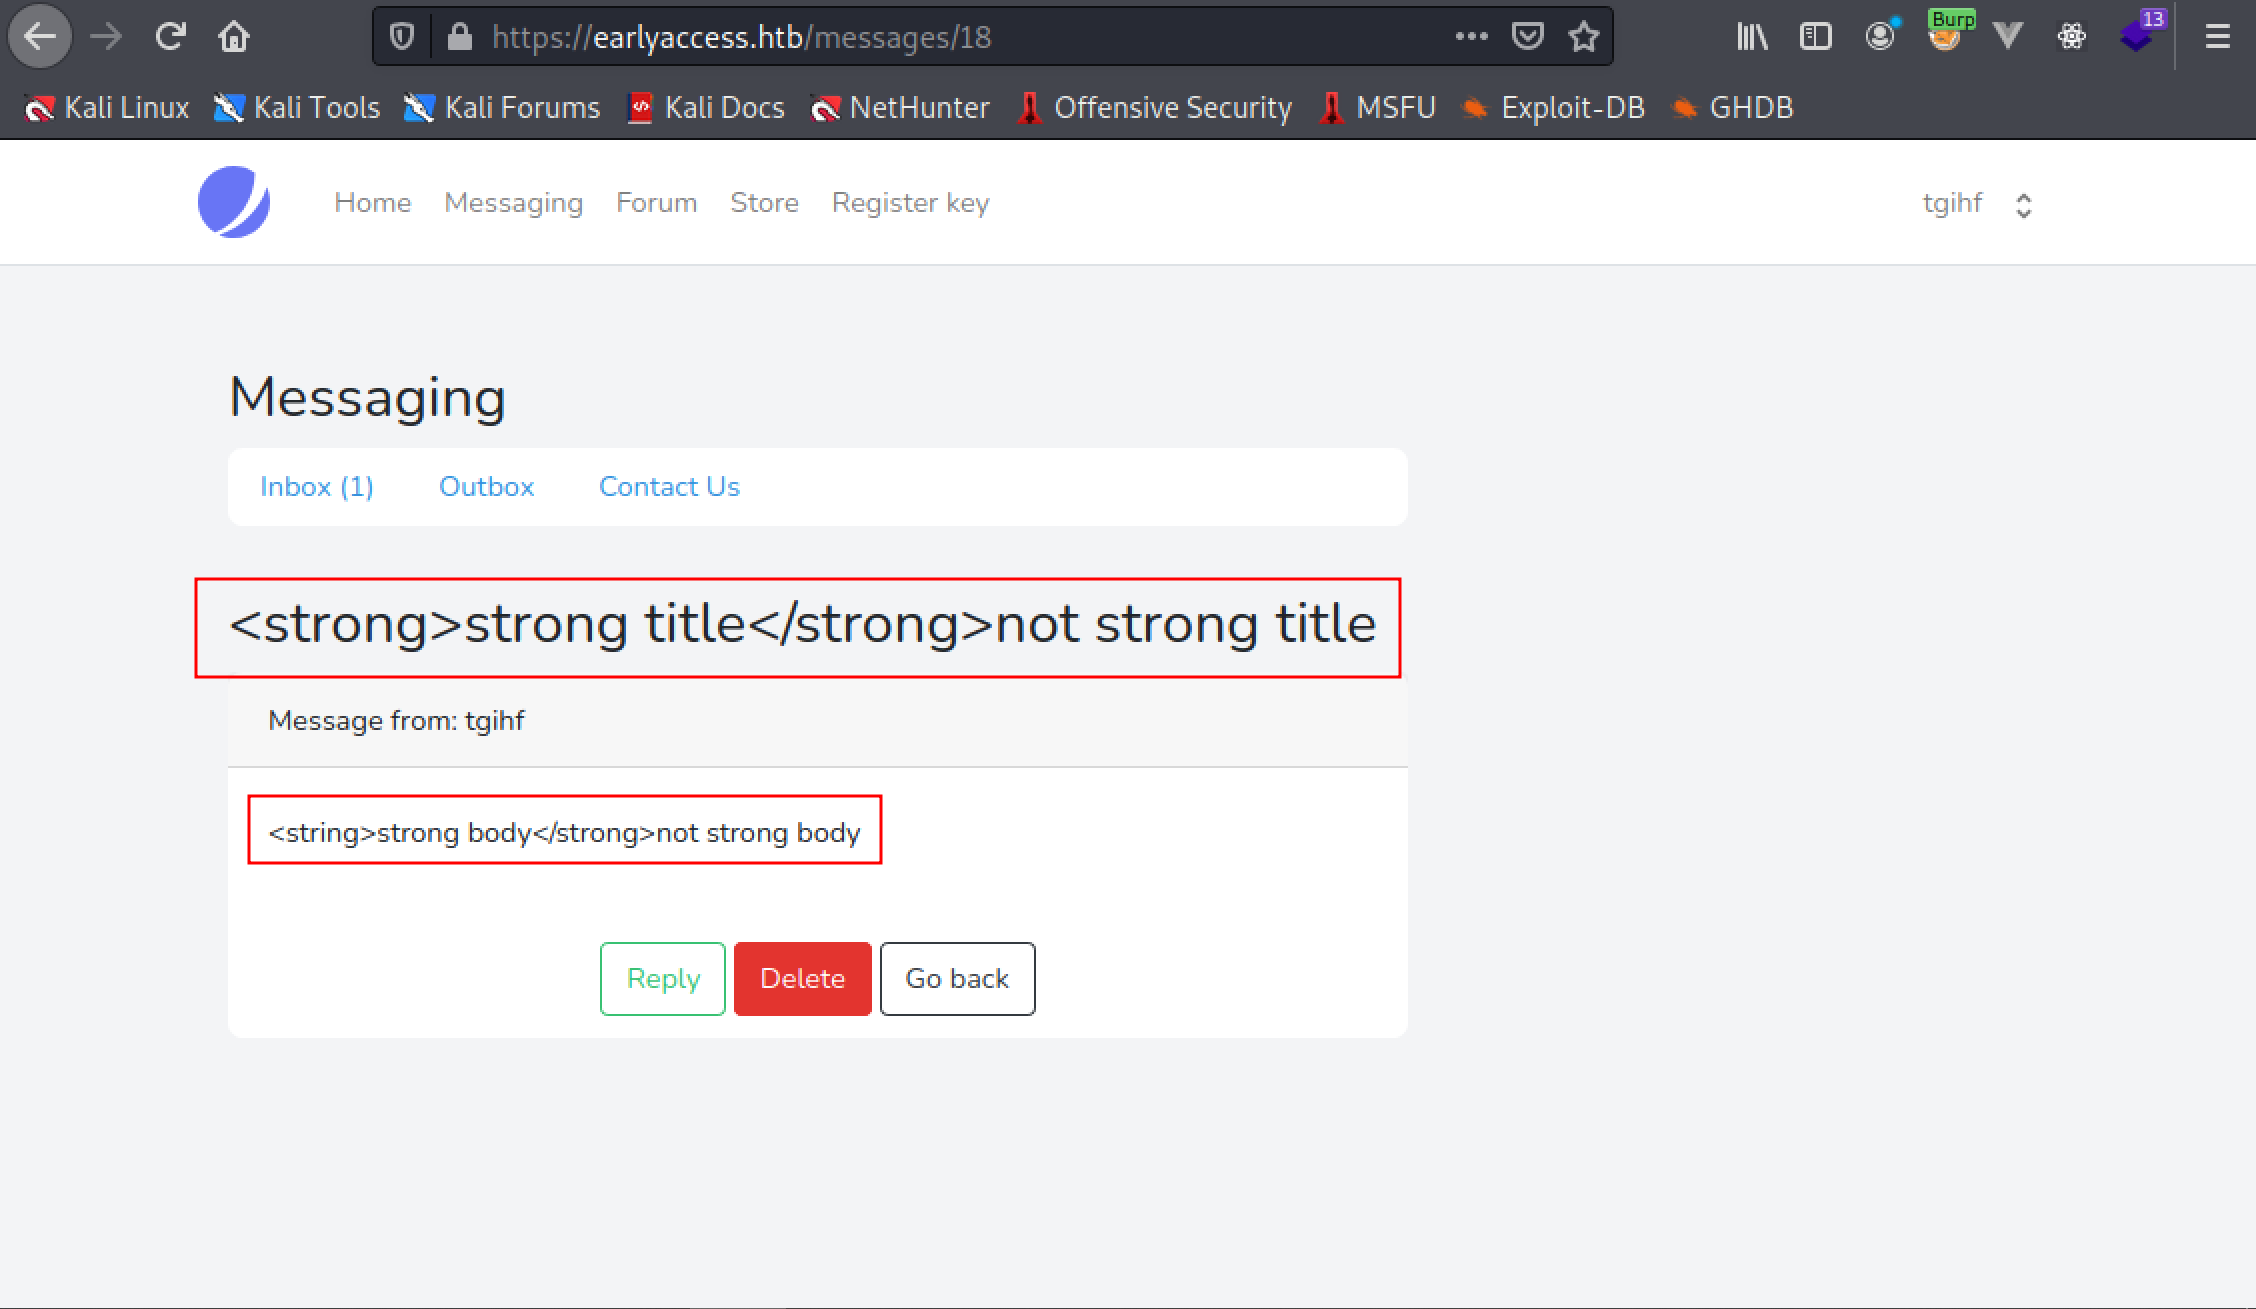 https://earlyaccess.htb/messages/18
Burp
13
Kali Linux Kali Tools Kali Forums Kali Docs NetHunter Offensive Security MSFU Exploit-DB GHDB
Home Messaging Forum Store Register key tgihf
Messaging
Inbox (1) Outbox Contact Us
<strong>strong title</strong>not strong title
Message from: tgihf
<string>strong body</strong>not strong body
Reply Delete Go back